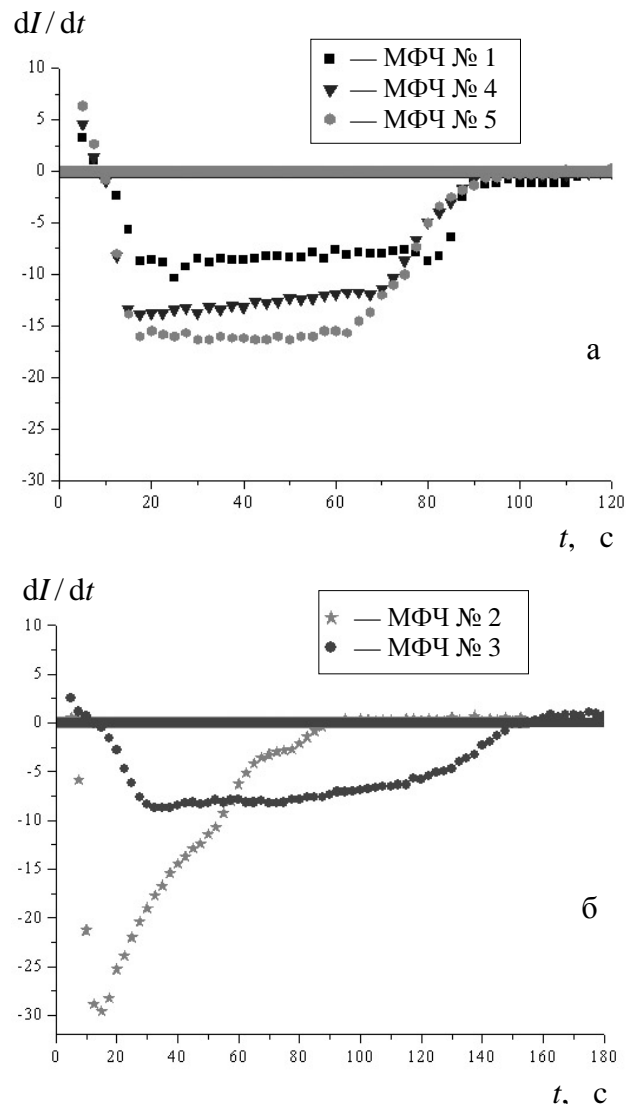 dI / dt
■ — МФЧ № 1
▼ — МФЧ № 4
● — МФЧ № 5
10
5
0
-5
-10
-15
-20
-25
-30
а
0 20 40 60 80 100 120
t, с
dI / dt
★ — МФЧ № 2
● — МФЧ № 3
10
5
0
-5
-10
-15
-20
-25
-30
б
0 20 40 60 80 100 120 140 160 180
t, с